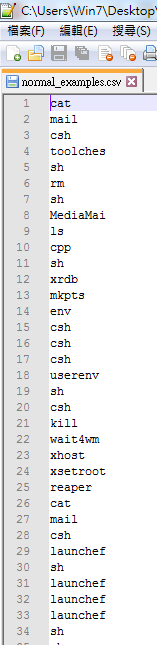 C:\Users\Win7\Desktop\
檔案(F) 編輯(E) 搜尋(S)
normal_examples.csv
1 cat
2 mail
3 csh
4 toolches
5 sh
6 rm
7 sh
8 MediaMai
9 ls
10 cpp
11 sh
12 xrdb
13 mkpts
14 env
15 csh
16 csh
17 csh
18 userenv
19 sh
20 csh
21 kill
22 wait4wm
23 xhost
24 xsetroot
25 reaper
26 cat
27 mail
28 csh
29 launchef
30 sh
31 launchef
32 launchef
33 launchef
34 sh